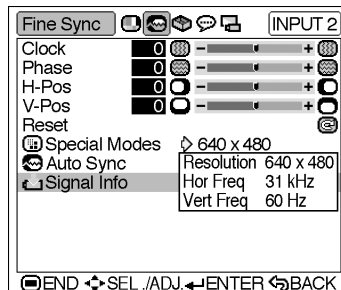 Fine Sync INPUT 2
Clock 0 - +
Phase 0 - +
H-Pos 0 - +
V-Pos 0 - +
Reset
Special Modes 640 x 480
Auto Sync
Signal Info
Resolution 640 x 480
Hor Freq 31 kHz
Vert Freq 60 Hz
END SEL./ADJ. ENTER BACK